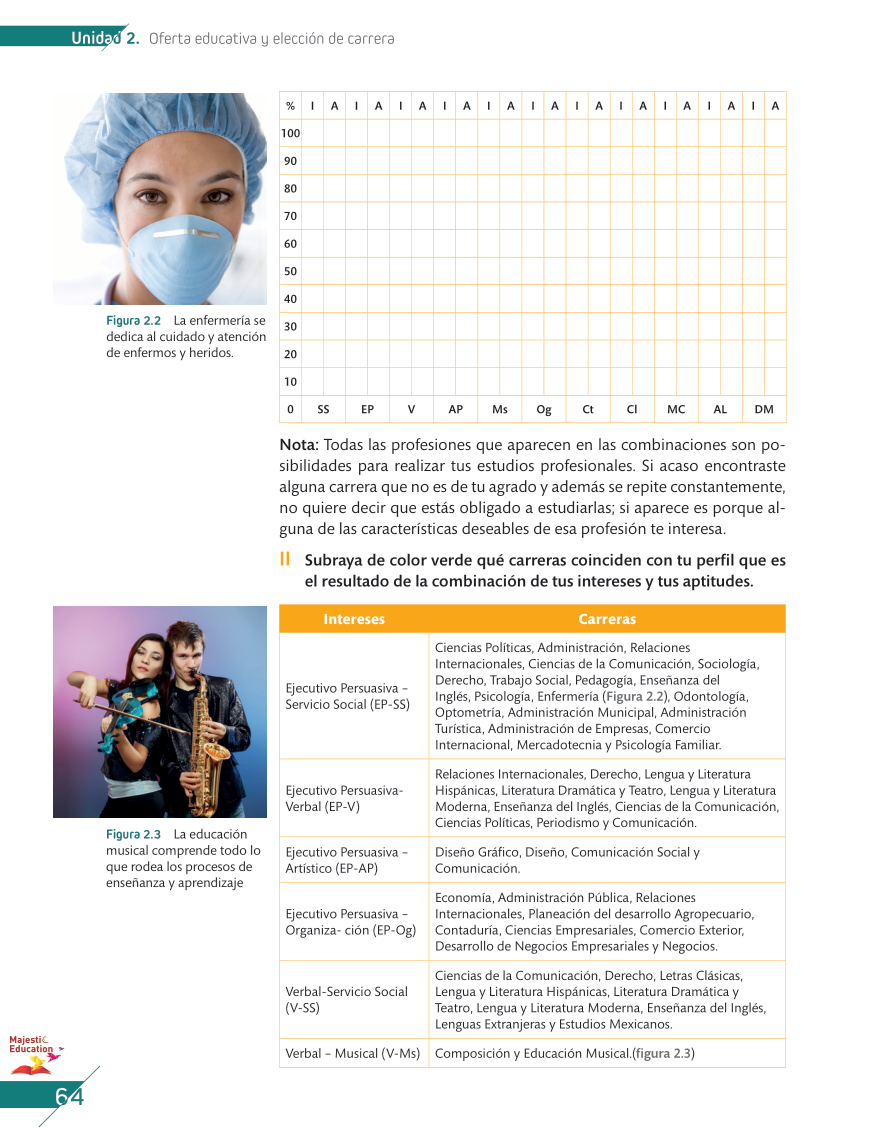 Unidad 2. Oferta educativa y elección de carrera
% I A I A I A I A I A I A I A I A I A I A I A
100
90
80
70
60
50
40
30
20
10
0 SS EP V AP Ms Og Ct Cl MC AL DM
Figura 2.2 La enfermería se
dedica al cuidado y atención
de enfermos y heridos.
Nota: Todas las profesiones que aparecen en las combinaciones son po-
sibilidades para realizar tus estudios profesionales. Si acaso encontraste
alguna carrera que no es de tu agrado y además se repite constantemente,
no quiere decir que estás obligado a estudiarlas; si aparece es porque al-
guna de las características deseables de esa profesión te interesa.
II Subraya de color verde qué carreras coinciden con tu perfil que es
el resultado de la combinación de tus intereses y tus aptitudes.
Figura 2.3 La educación
musical comprende todo lo
que rodea los procesos de
enseñanza y aprendizaje
Intereses Carreras
Ejecutivo Persuasiva –
Servicio Social (EP-SS)
Ciencias Políticas, Administración, Relaciones
Internacionales, Ciencias de la Comunicación, Sociología,
Derecho, Trabajo Social, Pedagogía, Enseñanza del
Inglés, Psicología, Enfermería (Figura 2.2), Odontología,
Optometría, Administración Municipal, Administración
Turística, Administración de Empresas, Comercio
Internacional, Mercadotecnia y Psicología Familiar.
Ejecutivo Persuasiva-
Verbal (EP-V)
Relaciones Internacionales, Derecho, Lengua y Literatura
Hispánicas, Literatura Dramática y Teatro, Lengua y Literatura
Moderna, Enseñanza del Inglés, Ciencias de la Comunicación,
Ciencias Políticas, Periodismo y Comunicación.
Ejecutivo Persuasiva –
Artístico (EP-AP)
Diseño Gráfico, Diseño, Comunicación Social y
Comunicación.
Ejecutivo Persuasiva –
Organiza- ción (EP-Og)
Economía, Administración Pública, Relaciones
Internacionales, Planeación del desarrollo Agropecuario,
Contaduría, Ciencias Empresariales, Comercio Exterior,
Desarrollo de Negocios Empresariales y Negocios.
Verbal-Servicio Social
(V-SS)
Ciencias de la Comunicación, Derecho, Letras Clásicas,
Lengua y Literatura Hispánicas, Literatura Dramática y
Teatro, Lengua y Literatura Moderna, Enseñanza del Inglés,
Lenguas Extranjeras y Estudios Mexicanos.
Verbal – Musical (V-Ms)
Composición y Educación Musical.(figura 2.3)
Majestic
Education
64